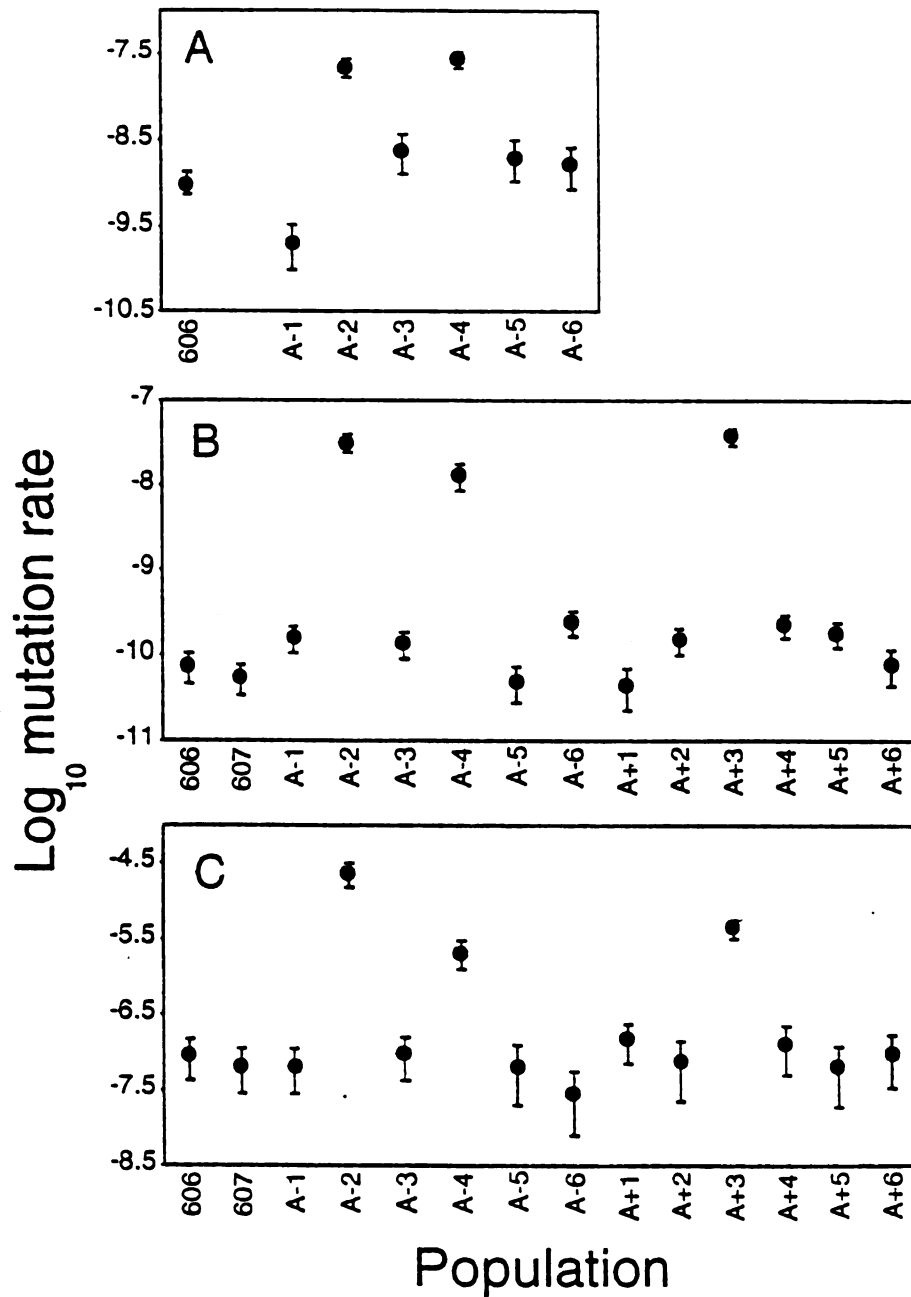 A
-7.5
-8.5
-9.5
-10.5
606 A-1 A-2 A-3 A-4 A-5 A-6
B
-7
-8
-9
-10
-11
606 607 A-1 A-2 A-3 A-4 A-5 A-6 A+1 A+2 A+3 A+4 A+5 A+6
C
-4.5
-5.5
-6.5
-7.5
-8.5
606 607 A-1 A-2 A-3 A-4 A-5 A-6 A+1 A+2 A+3 A+4 A+5 A+6
Log10 mutation rate
Population